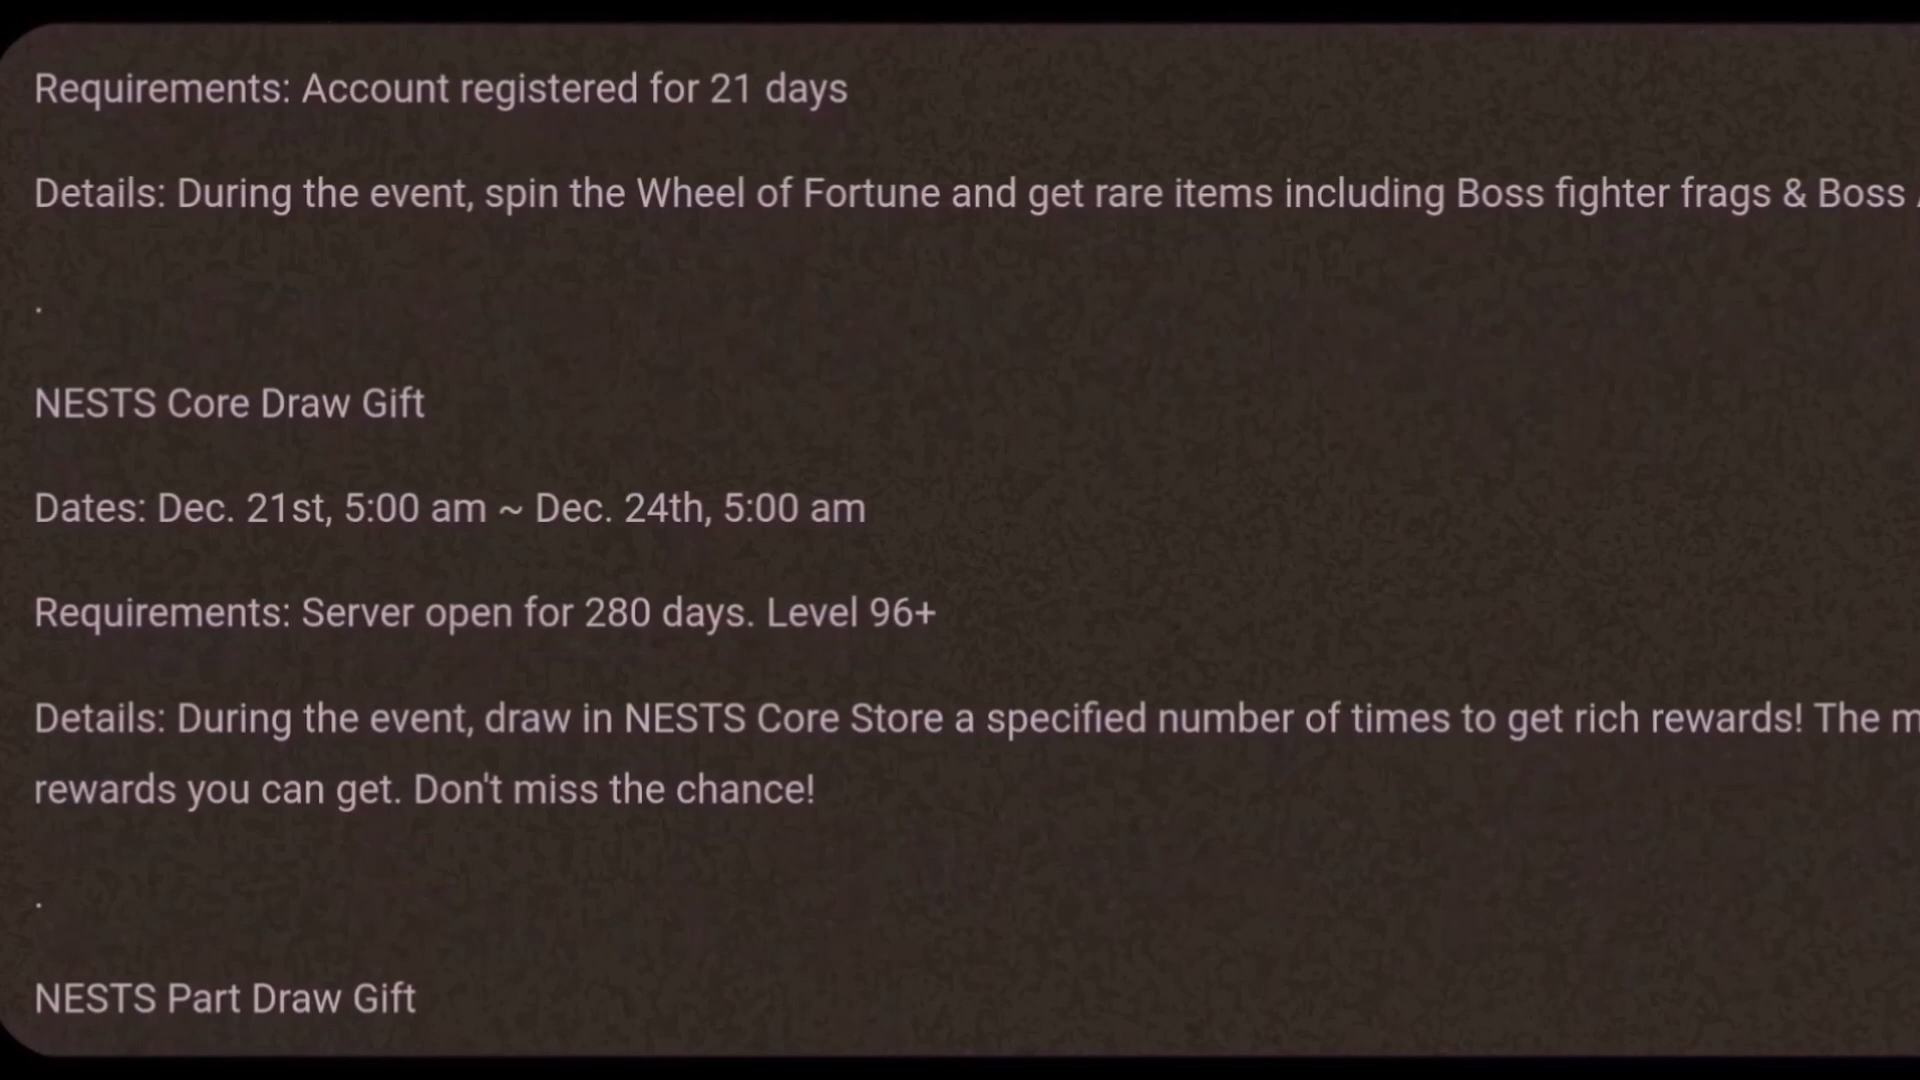 Requirements: Account registered for 21 days
Details: During the event, spin the Wheel of Fortune and get rare items including Boss fighter frags & Boss
.
NESTS Core Draw Gift
Dates: Dec. 21st, 5:00 am ~ Dec. 24th, 5:00 am
Requirements: Server open for 280 days. Level 96+
Details: During the event, draw in NESTS Core Store a specified number of times to get rich rewards! The
rewards you can get. Don't miss the chance!
.
NESTS Part Draw Gift